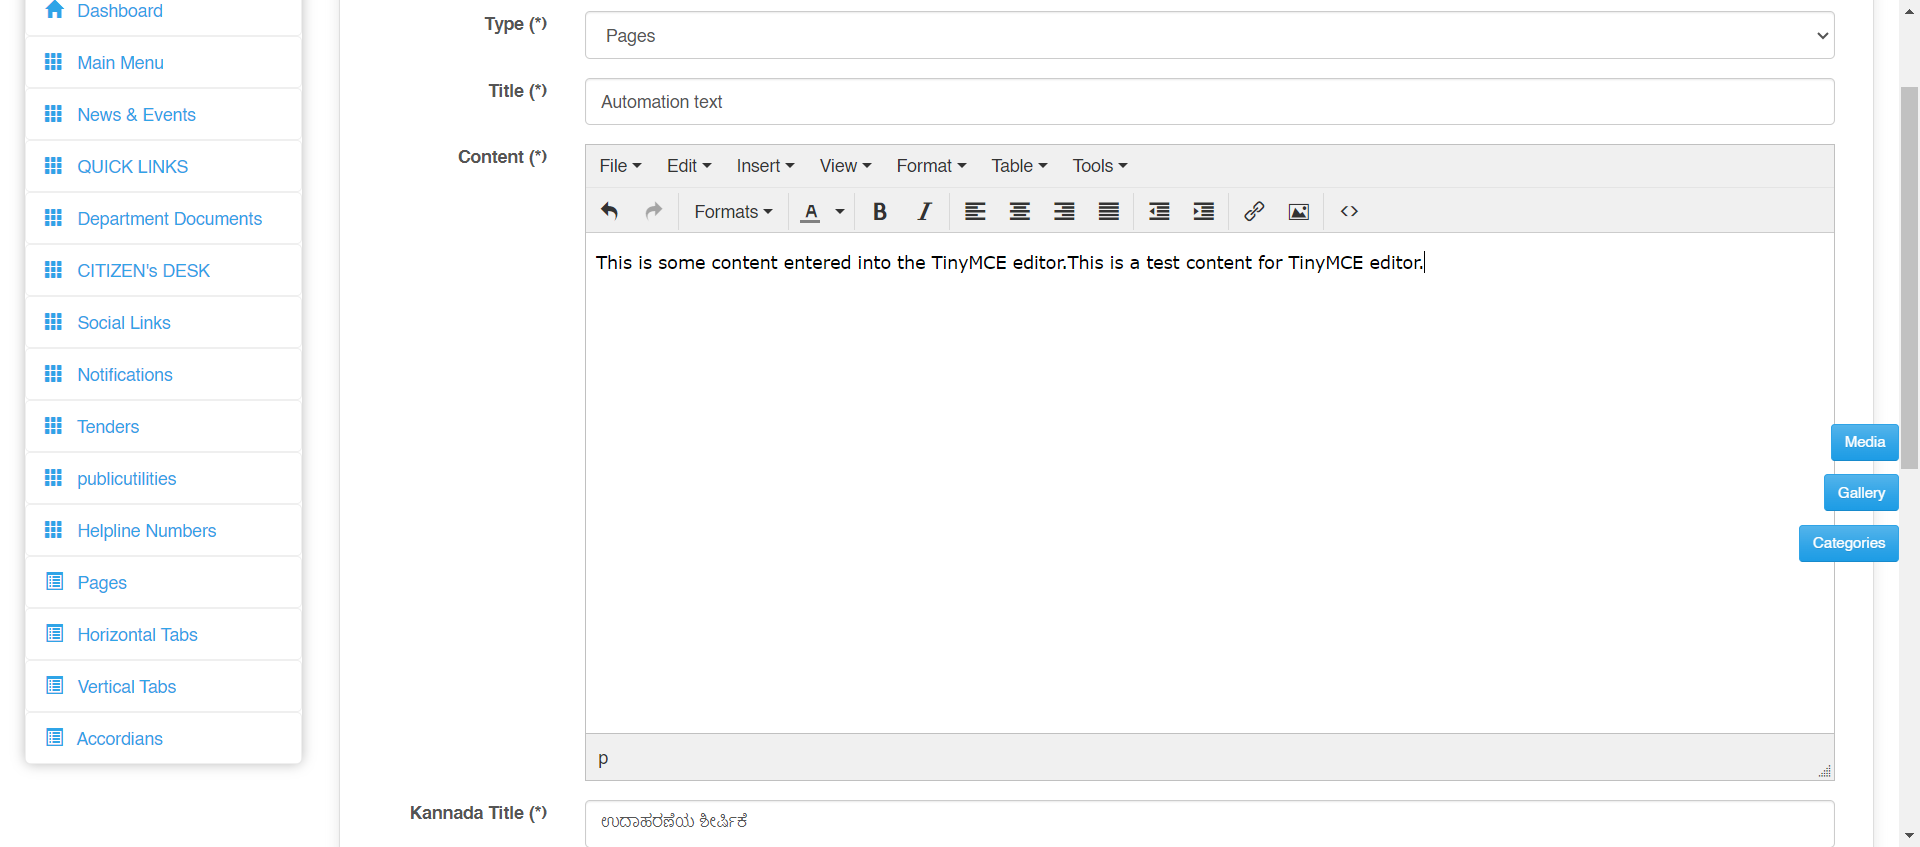 Dashboard
Main Menu
News & Events
QUICK LINKS
Department Documents
CITIZEN's DESK
Social Links
Notifications
Tenders
publicutilities
Helpline Numbers
Pages
Horizontal Tabs
Vertical Tabs
Accordians
Type (*)
Pages
Title (*)
Automation text
Content (*)
File Edit Insert View Format Table Tools
Formats A B I
This is some content entered into the TinyMCE editor.This is a test content for TinyMCE editor.
p
Kannada Title (*)
ಉದಾಹರಣೆಯ ಶೀರ್ಷಿಕೆ
Media
Gallery
Categories